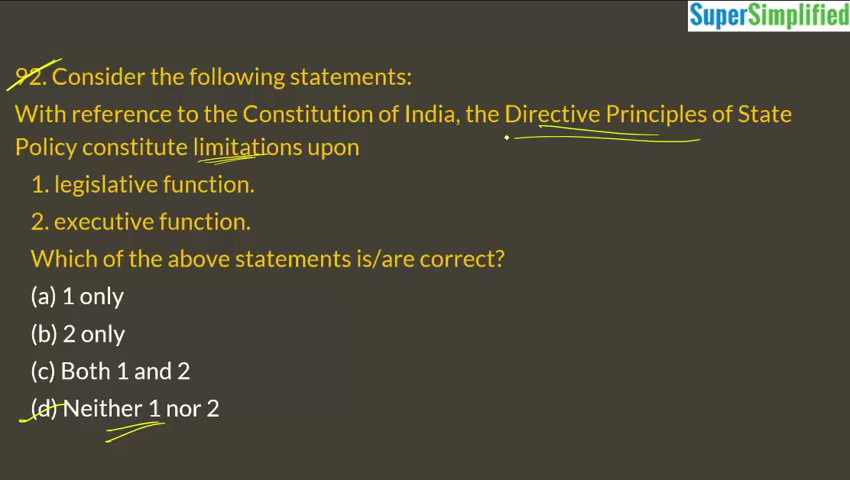 SuperSimplified
92. Consider the following statements:
With reference to the Constitution of India, the Directive Principles of State
Policy constitute limitations upon
1. legislative function.
2. executive function.
Which of the above statements is/are correct?
(a) 1 only
(b) 2 only
(c) Both 1 and 2
(d) Neither 1 nor 2